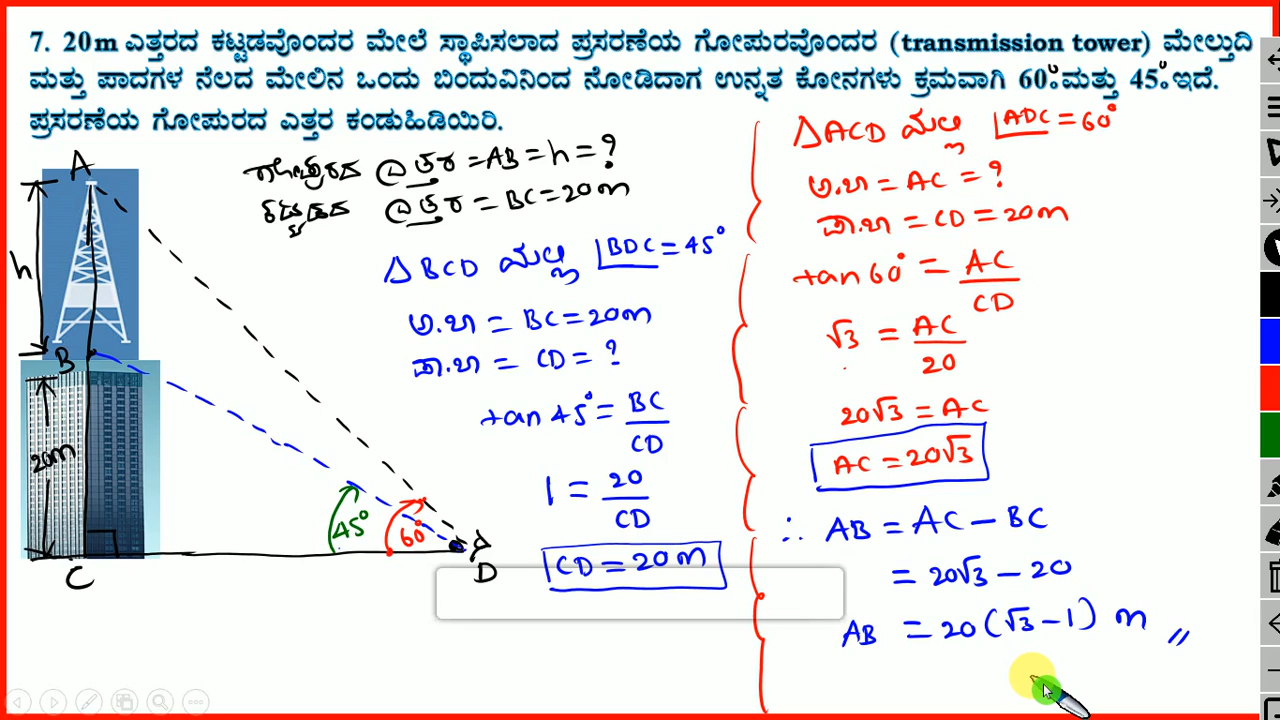 7. 20m ಎತ್ತರದ ಕಟ್ಟಡವೊಂದರ ಮೇಲೆ ಸ್ಥಾಪಿಸಲಾದ ಪ್ರಸರಣೆಯ ಗೋಪುರವೊಂದರ (transmission tower) ಮೇಲ್ತುದಿ
ಮತ್ತು ಪಾದಗಳ ನೆಲದ ಮೇಲಿನ ಒಂದು ಬಿಂದುವಿನಿಂದ ನೋಡಿದಾಗ ಉನ್ನತ ಕೋನಗಳು ಕ್ರಮವಾಗಿ 60° ಮತ್ತು 45° ಇದೆ.
ಪ್ರಸರಣೆಯ ಗೋಪುರದ ಎತ್ತರ ಕಂಡುಹಿಡಿಯಿರಿ.
ಗೋಪುರದ ಎತ್ತರ = AB = h = ?
ಕಟ್ಟಡದ ಎತ್ತರ = BC = 20m
A
h
B
20m
C
45°
60°
D
ΔBCD ಯಲ್ಲಿ ∠BDC = 45°
ಅ.ಬಾ = BC = 20m
ಪಾ.ಬಾ = CD = ?
tan 45° = BC/CD
1 = 20/CD
CD = 20m
ΔACD ಯಲ್ಲಿ ∠ADC = 60°
ಅ.ಬಾ = AC = ?
ಪಾ.ಬಾ = CD = 20m
tan 60° = AC/CD
√3 = AC/20
20√3 = AC
AC = 20√3
∴ AB = AC − BC
= 20√3 − 20
AB = 20(√3 − 1) m //